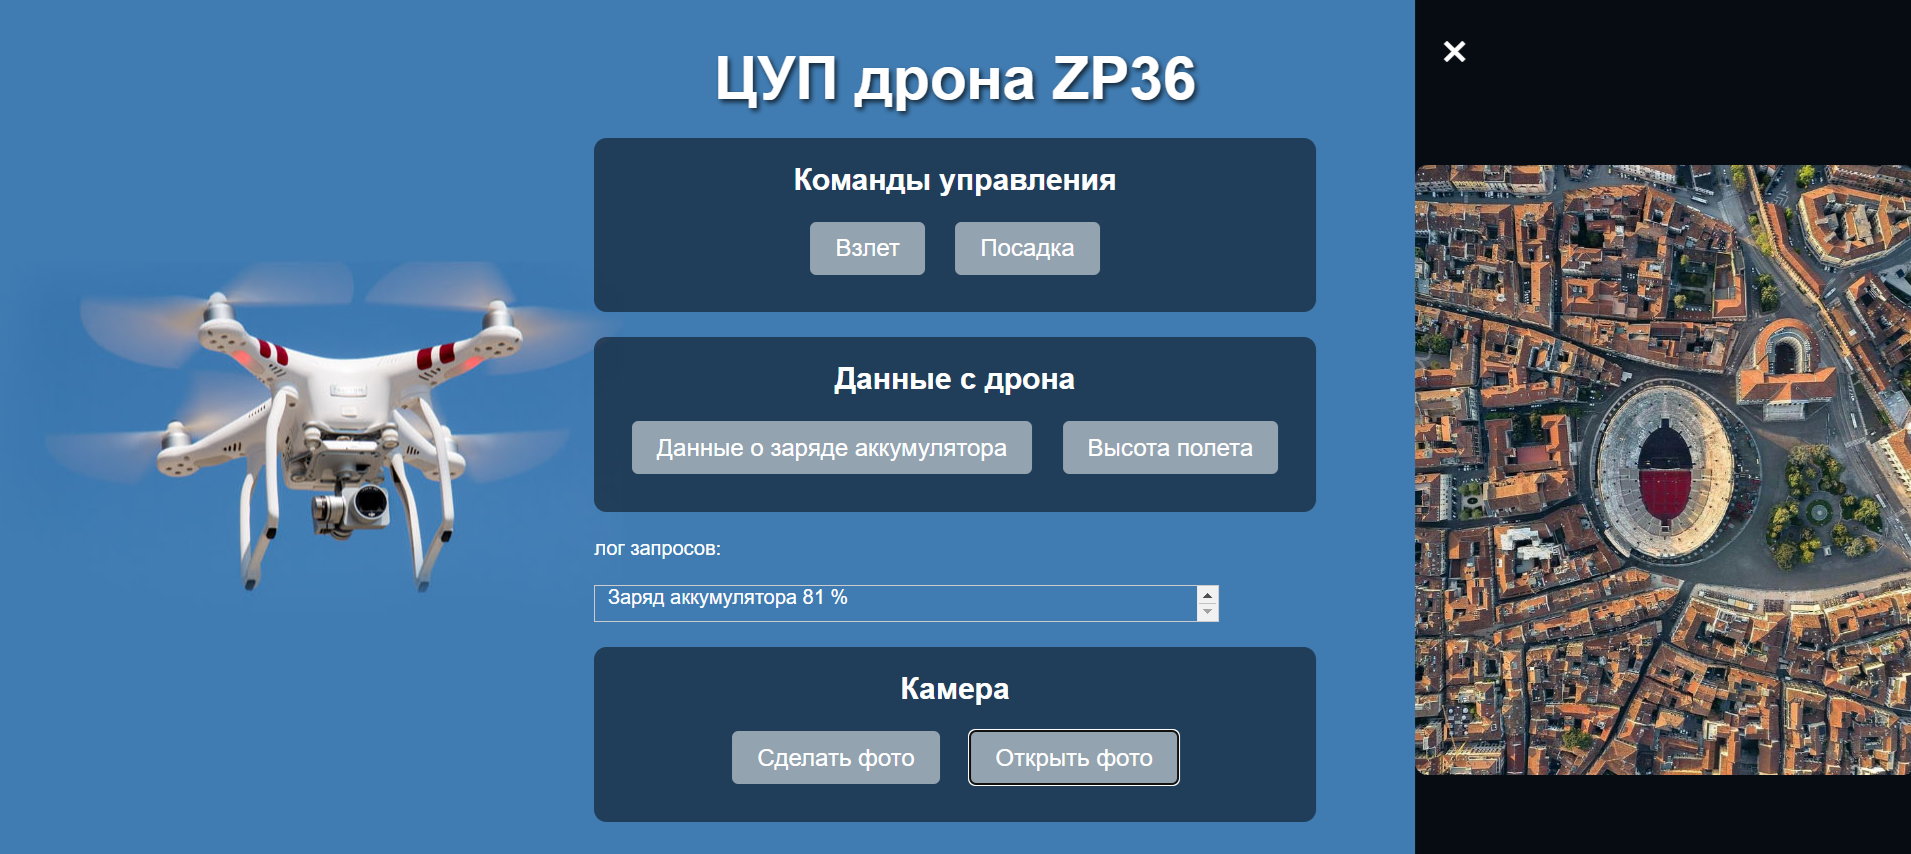 ЦУП дрона ZP36
Команды управления
Взлет
Посадка
Данные с дрона
Данные о заряде аккумулятора
Высота полета
лог запросов:
Заряд аккумулятора 81 %
Камера
Сделать фото
Открыть фото